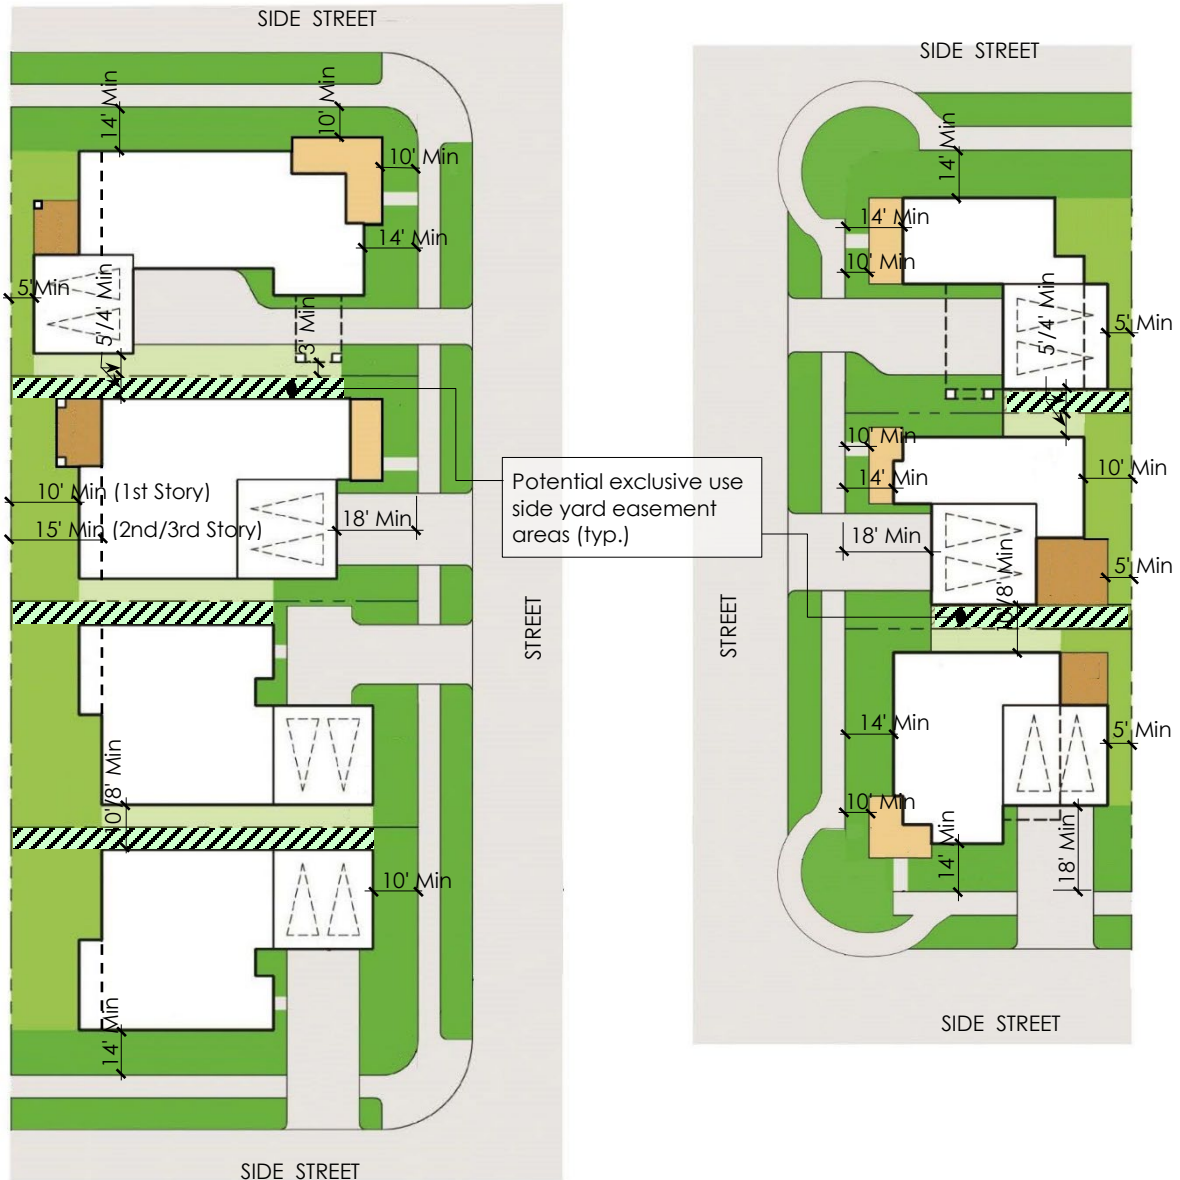 SIDE STREET
14' Min
10' Min
10' Min
14' Min
5' Min
5'/4' Min
3' Min
10' Min (1st Story)
15' Min (2nd/3rd Story)
18' Min
10'/8' Min
10' Min
14' Min
STREET
SIDE STREET
Potential exclusive use
side yard easement
areas (typ.)
SIDE STREET
14' Min
14' Min
10' Min
5'/4' Min
5' Min
10' Min
14' Min
10' Min
18' Min
10'/8' Min
5' Min
STREET
14' Min
5' Min
10' Min
14' Min
18' Min
SIDE STREET